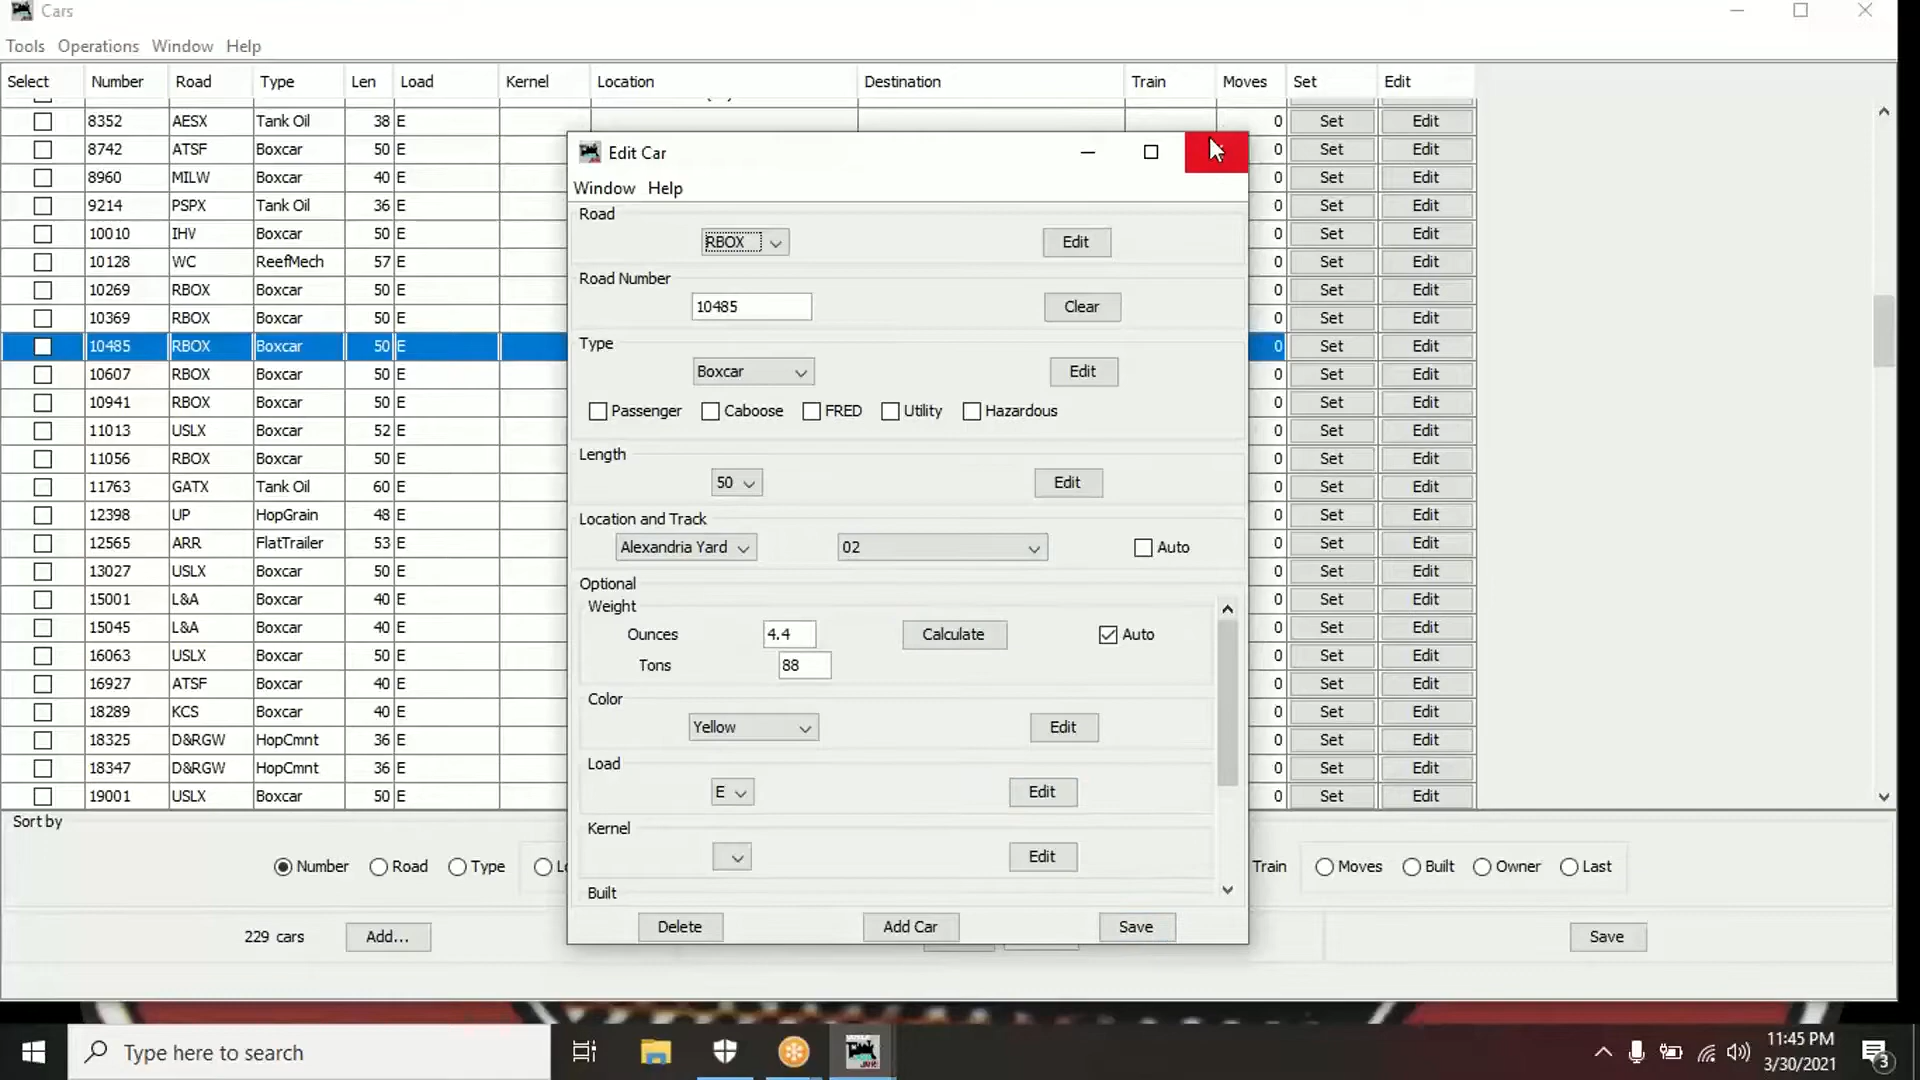 Cars
Tools Operations Window Help
Select Number Road Type Len Load Kernel Location Destination Train Moves Set Edit
8352 AESX Tank Oil 38 E 0 Set Edit
8742 ATSF Boxcar 50 E 0 Set Edit
8960 MILW Boxcar 40 E 0 Set Edit
9214 PSPX Tank Oil 36 E 0 Set Edit
10010 IHV Boxcar 50 E 0 Set Edit
10128 WC ReefMech 57 E 0 Set Edit
10269 RBOX Boxcar 50 E 0 Set Edit
10369 RBOX Boxcar 50 E 0 Set Edit
10485 RBOX Boxcar 50 E 0 Set Edit
10607 RBOX Boxcar 50 E 0 Set Edit
10941 RBOX Boxcar 50 E 0 Set Edit
11013 USLX Boxcar 52 E 0 Set Edit
11056 RBOX Boxcar 50 E 0 Set Edit
11763 GATX Tank Oil 60 E 0 Set Edit
12398 UP HopGrain 48 E 0 Set Edit
12565 ARR FlatTrailer 53 E 0 Set Edit
13027 USLX Boxcar 50 E 0 Set Edit
15001 L&A Boxcar 40 E 0 Set Edit
15045 L&A Boxcar 40 E 0 Set Edit
16063 USLX Boxcar 50 E 0 Set Edit
16927 ATSF Boxcar 40 E 0 Set Edit
18289 KCS Boxcar 40 E 0 Set Edit
18325 D&RGW HopCmnt 36 E 0 Set Edit
18347 D&RGW HopCmnt 36 E 0 Set Edit
19001 USLX Boxcar 50 E 0 Set Edit
Edit Car
Window Help
Road
RBOX Edit
Road Number
10485 Clear
Type
Boxcar Edit
Passenger Caboose FRED Utility Hazardous
Length
50 Edit
Location and Track
Alexandria Yard 02 Auto
Optional
Weight
Ounces 4.4 Calculate Auto
Tons 88
Color
Yellow Edit
Load
E Edit
Kernel
Edit
Built
Delete Add Car Save
Sort by
Number Road Type Train Moves Built Owner Last
229 cars Add... Save
Type here to search
11:45 PM
3/30/2021
3